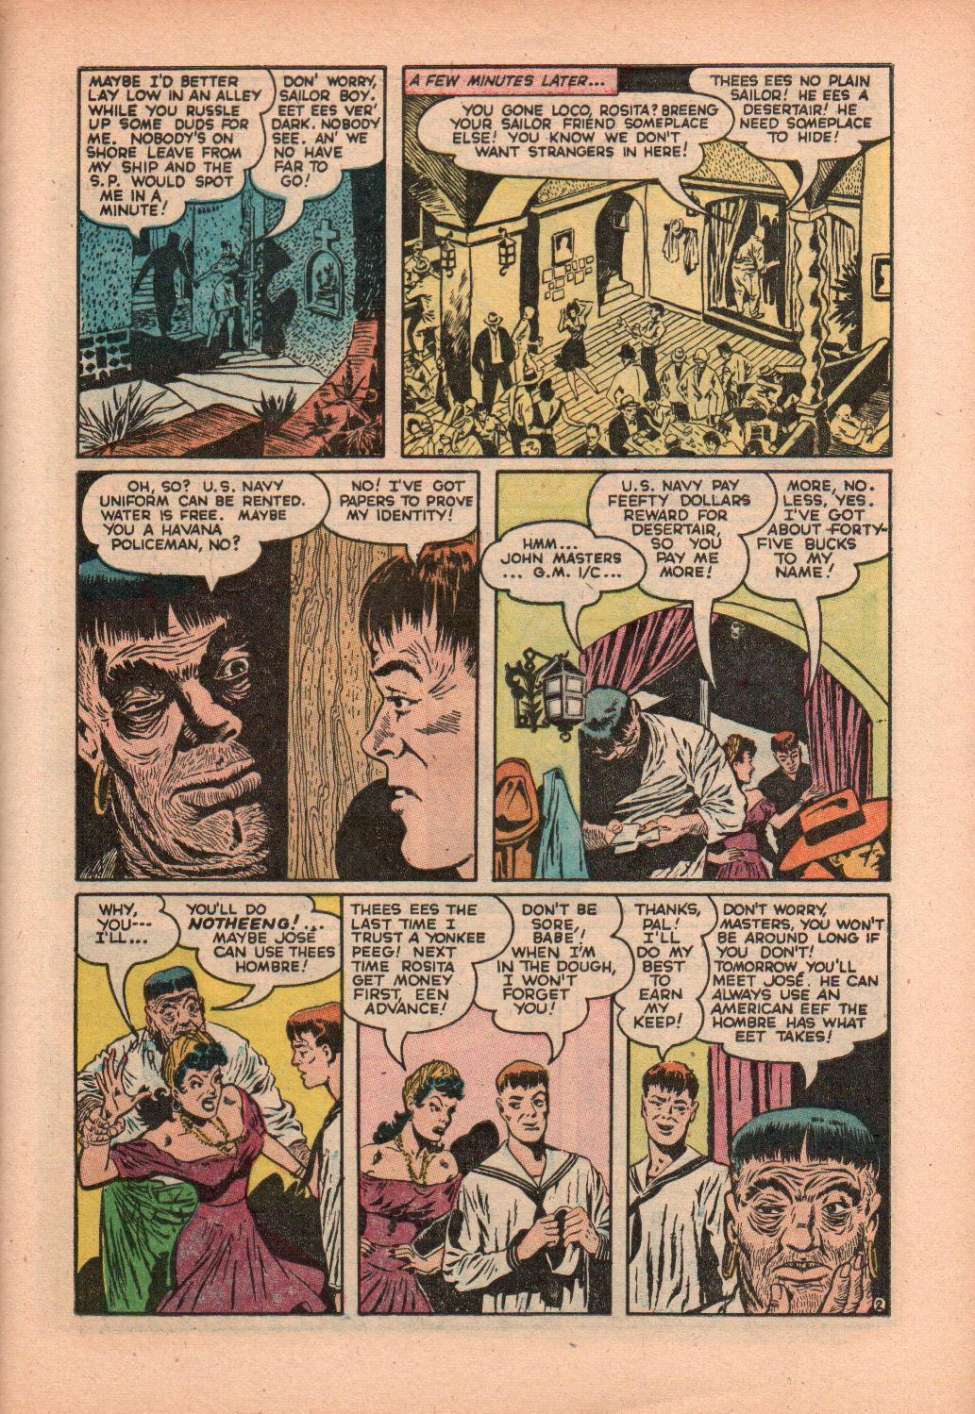 MAYBE I'D BETTER
LAY LOW IN AN ALLEY
WHILE YOU RUSSLE
UP SOME DUDS FOR
ME. NOBODY'S ON
SHORE LEAVE FROM
MY SHIP AND THE
S.P. WOULD SPOT
ME IN A
MINUTE!
DON' WORRY,
SAILOR BOY.
EET EES VER'
DARK. NOBODY
SEE. AN' WE
NO HAVE
FAR TO
GO!
A FEW MINUTES LATER...
YOU GONE LOCO, ROSITA? BREENG
YOUR SAILOR FRIEND SOMEPLACE
ELSE! YOU KNOW WE DON'T
WANT STRANGERS IN HERE!
THEES EES NO PLAIN
SAILOR! HE EES A
DESERTAIR! HE
NEED SOMEPLACE
TO HIDE!
OH, SO? U.S. NAVY
UNIFORM CAN BE RENTED.
WATER IS FREE. MAYBE
YOU A HAVANA
POLICEMAN, NO?
NO! I'VE GOT
PAPERS TO PROVE
MY IDENTITY!
HMM...
JOHN MASTERS
... G.M. 1/C...
U.S. NAVY PAY
FEEFTY DOLLARS
REWARD FOR
DESERTAIR,
SO YOU
PAY ME
MORE!
MORE, NO.
LESS, YES.
I'VE GOT
ABOUT FORTY-
FIVE BUCKS
TO MY
NAME!
WHY,
YOU---
I'LL...
YOU'LL DO
NOTHEENG!...
MAYBE JOSÉ
CAN USE THEES
HOMBRE!
THEES EES THE
LAST TIME I
TRUST A YONKEE
PEEG! NEXT
TIME ROSITA
GET MONEY
FIRST, EEN
ADVANCE!
DON'T BE
SORE,
BABE!
WHEN I'M
IN THE DOUGH,
I WON'T
FORGET
YOU!
THANKS,
PAL!
I'LL
DO MY
BEST
TO
EARN
MY
KEEP!
DON'T WORRY,
MASTERS, YOU WON'T
BE AROUND LONG IF
YOU DON'T!
TOMORROW YOU'LL
MEET JOSÉ. HE CAN
ALWAYS USE AN
AMERICAN EEF THE
HOMBRE HAS WHAT
EET TAKES!
2